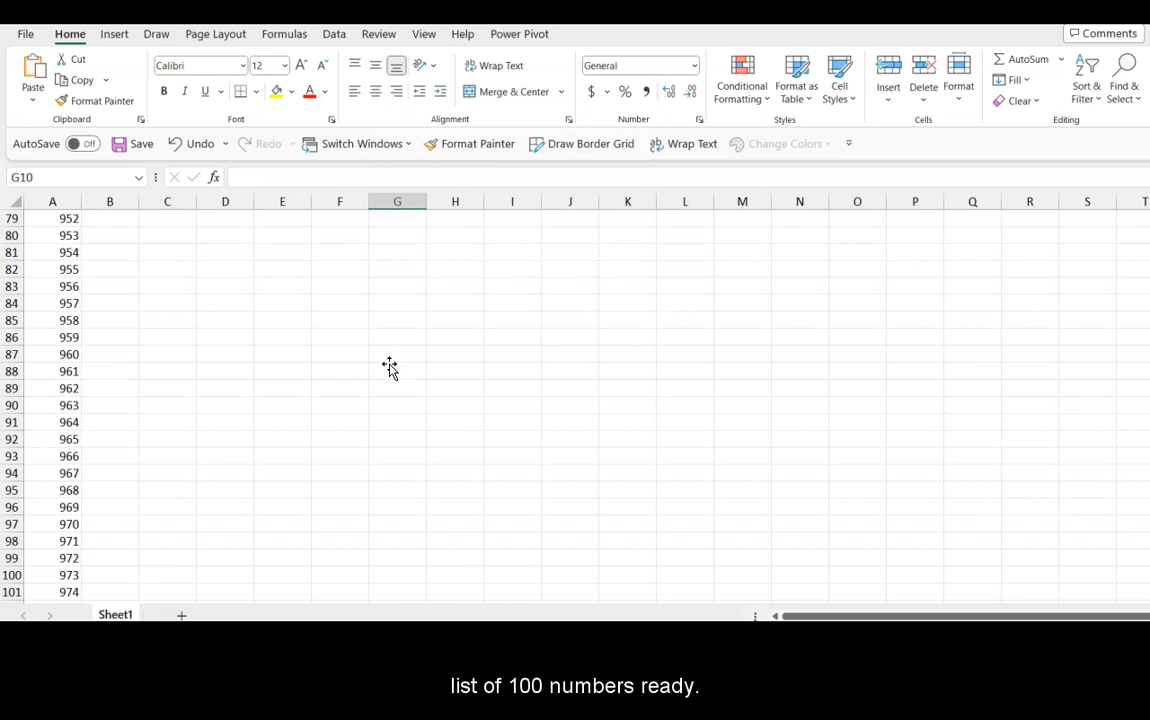 File Home Insert Draw Page Layout Formulas Data Review View Help Power Pivot Comments
Cut Calibri 12 A A Wrap Text General AutoSum
Paste Copy Conditional Formatting Format as Table Cell Styles Insert Delete Format Fill Sort & Filter Find & Select
Format Painter B I U A Merge & Center $ % Clear
Clipboard Font Alignment Number Styles Cells Editing
AutoSave Off Save Undo Redo Switch Windows Format Painter Draw Border Grid Wrap Text Change Colors
G10 fx
A B C D E F G H I J K L M N O P Q R S T
79 952
80 953
81 954
82 955
83 956
84 957
85 958
86 959
87 960
88 961
89 962
90 963
91 964
92 965
93 966
94 967
95 968
96 969
97 970
98 971
99 972
100 973
101 974
Sheet1
list of 100 numbers ready.